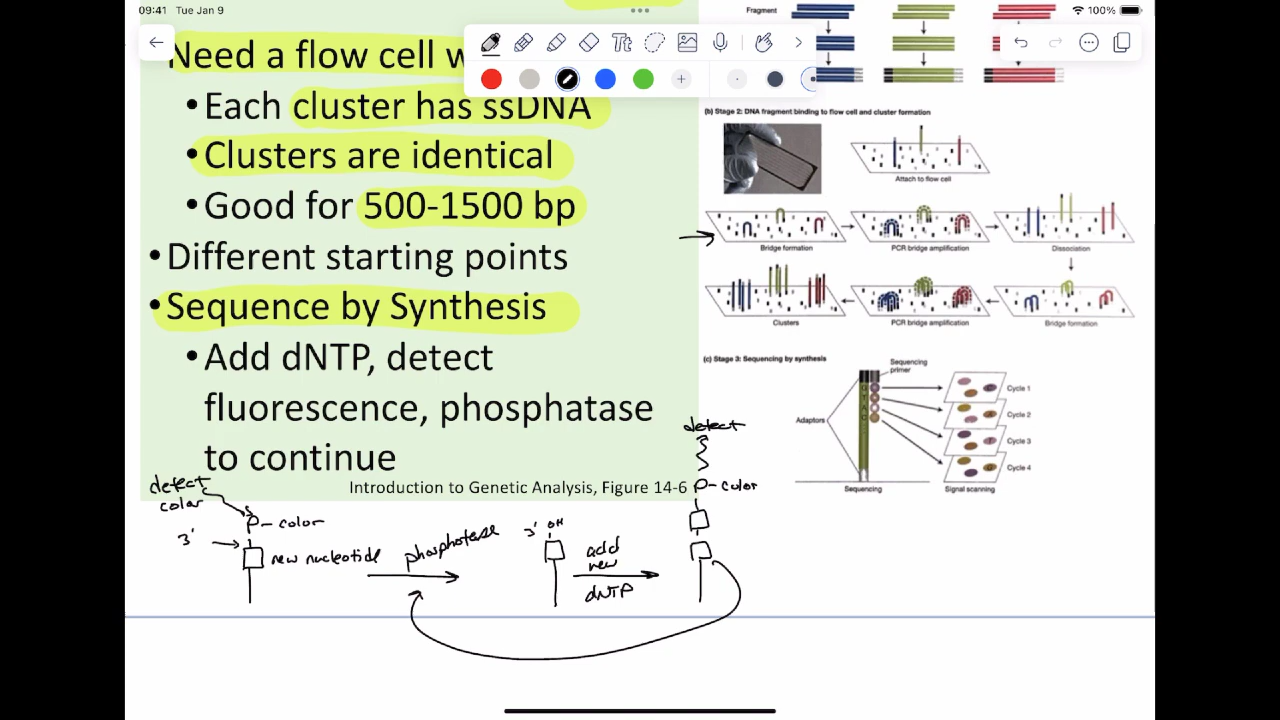 09:41 Tue Jan 9
100%
Need a flow cell w
• Each cluster has ssDNA
• Clusters are identical
• Good for 500-1500 bp
• Different starting points
• Sequence by Synthesis
• Add dNTP, detect
fluorescence, phosphatase
to continue
Introduction to Genetic Analysis, Figure 14-6
Tt
Fragment
(b) Stage 2: DNA fragment binding to flow cell and cluster formation
Attach to flow cell
Bridge formation
PCR bridge amplification
Dissociation
Clusters
PCR bridge amplification
Bridge formation
(c) Stage 3: Sequencing by synthesis
Sequencing
primer
Adaptors
Cycle 1
Cycle 2
Cycle 3
Cycle 4
Sequencing
Signal scanning
detect
color
P- color
3'
new nucleotide
phosphotase
3' OH
add
new
dNTP
detect
P- color